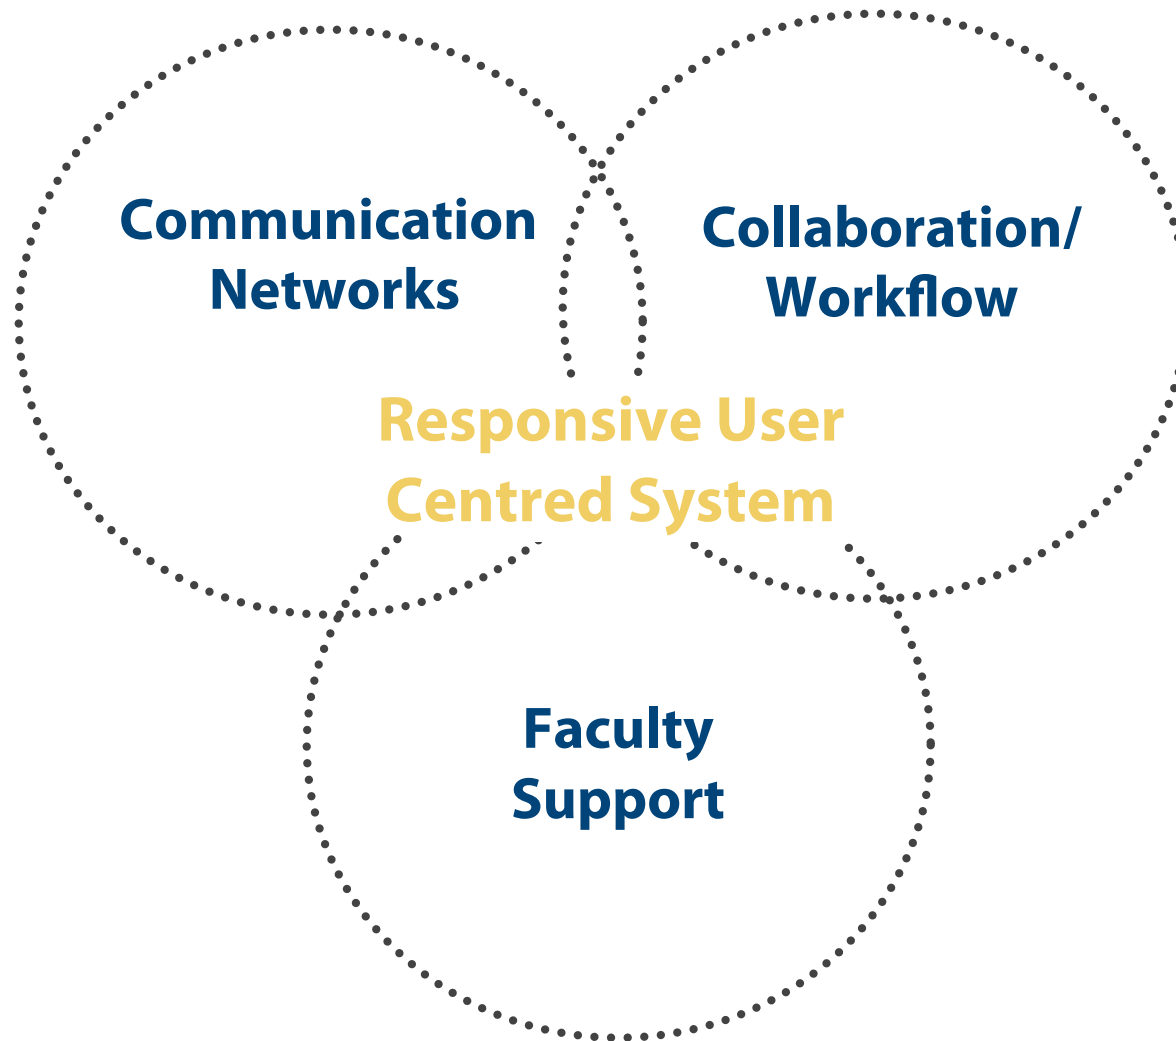 Communication
Networks
Collaboration/
Workflow
Responsive User
Centred System
Faculty
Support